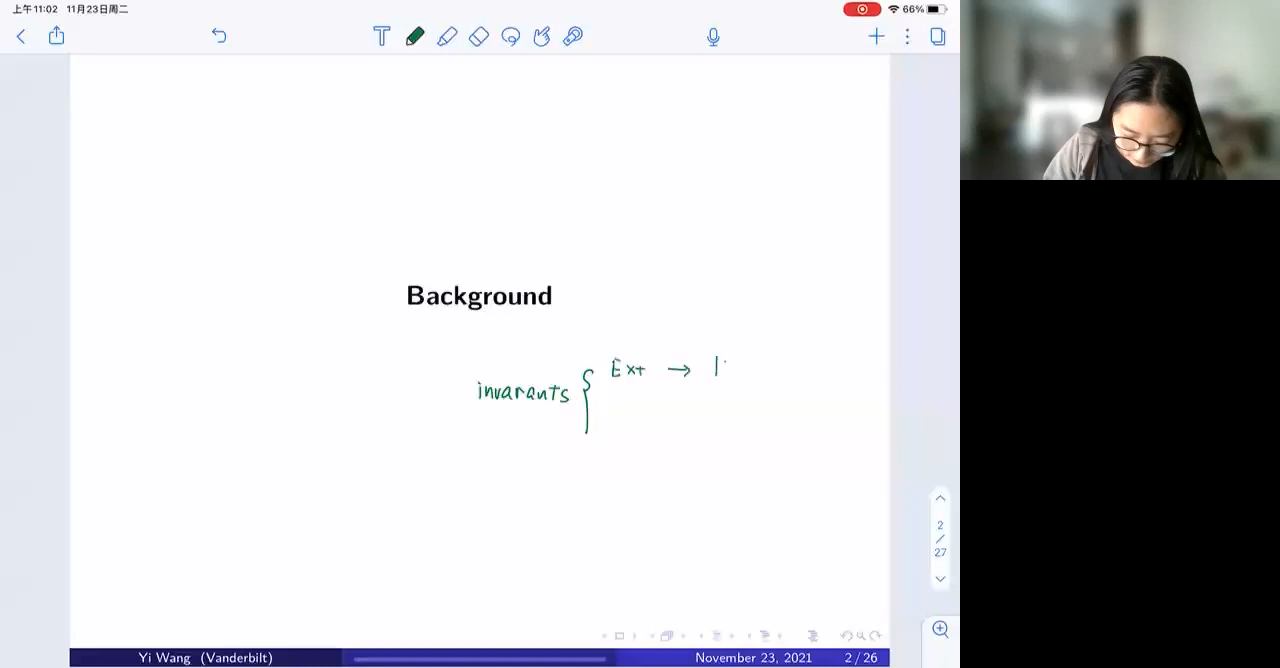 上午11:02 11月23日周二
66%
Background
Ext →
invarants
2
/
27
Yi Wang (Vanderbilt)
November 23, 2021
2 / 26